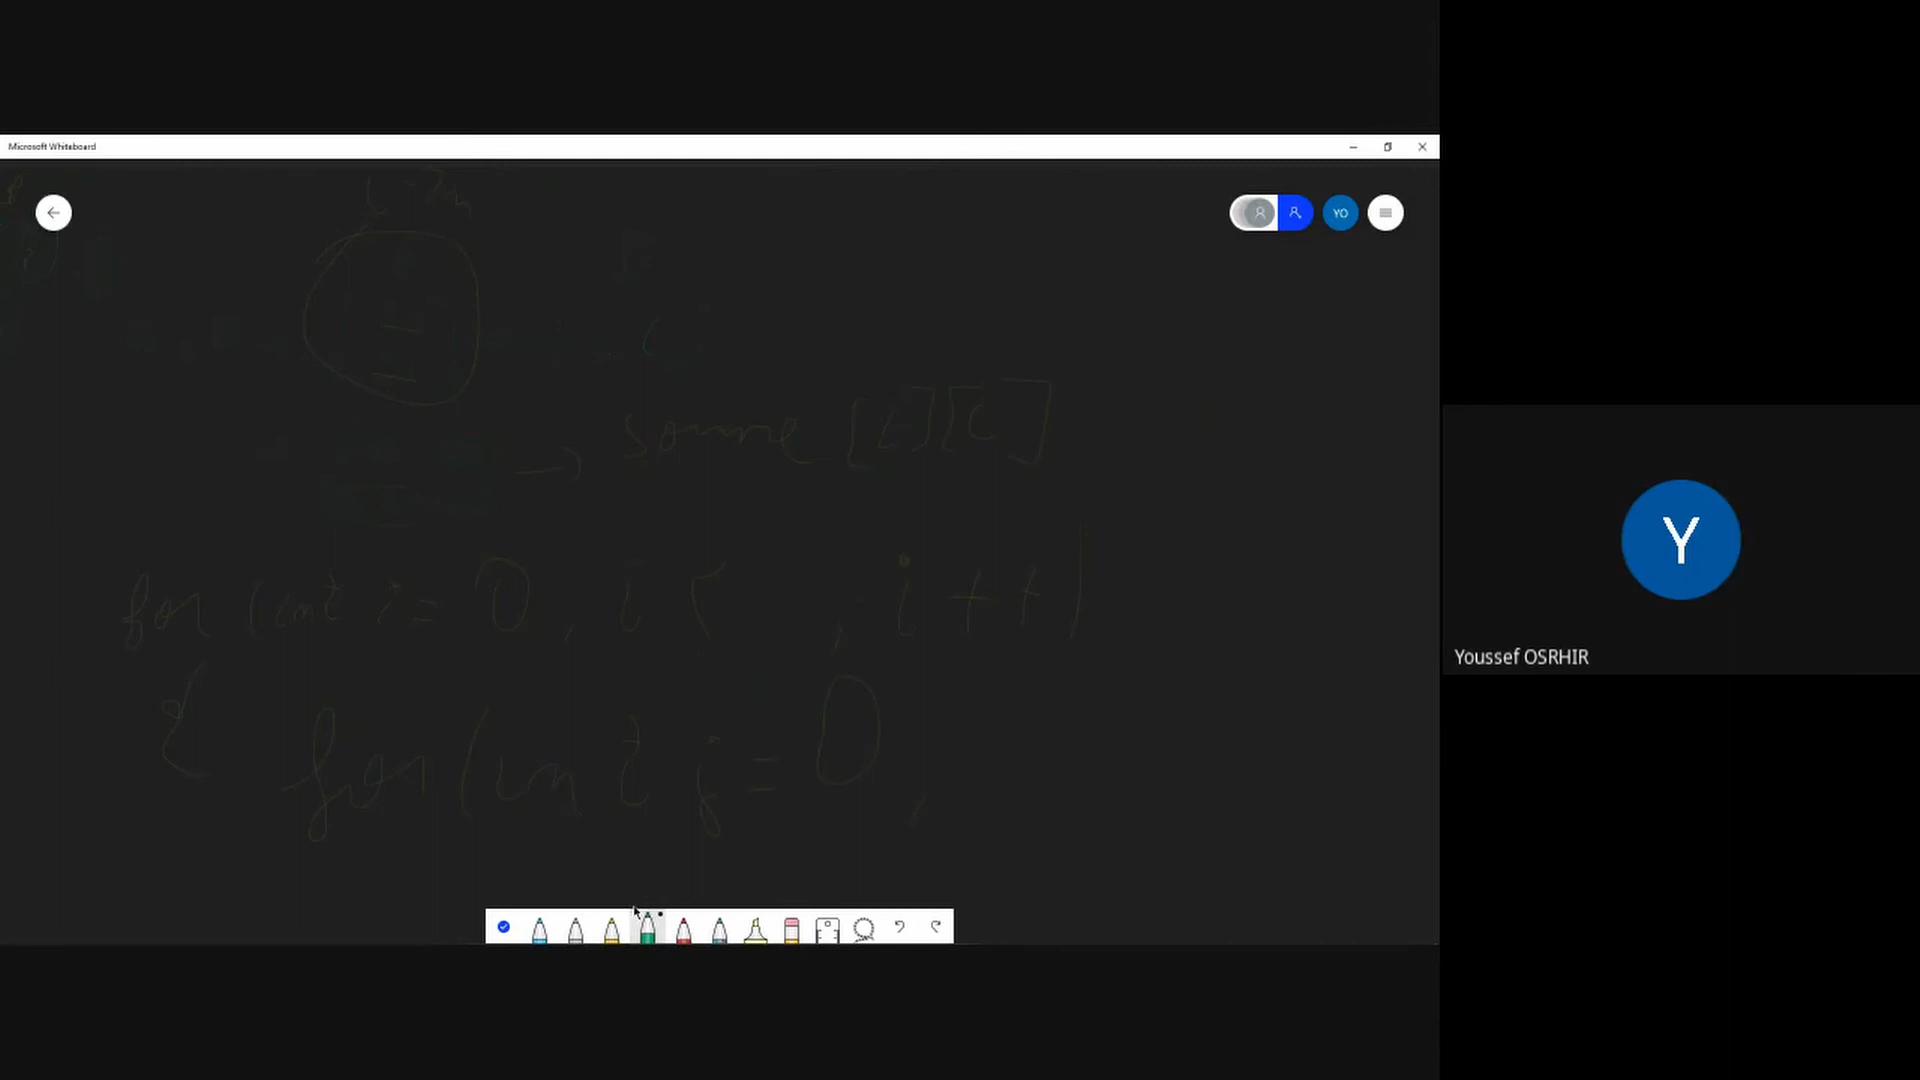 Microsoft Whiteboard
YO
→ somme [L][C]
for (int i = 0, i < , i ++)
{ for (int j = 0,
Y
Youssef OSRHIR